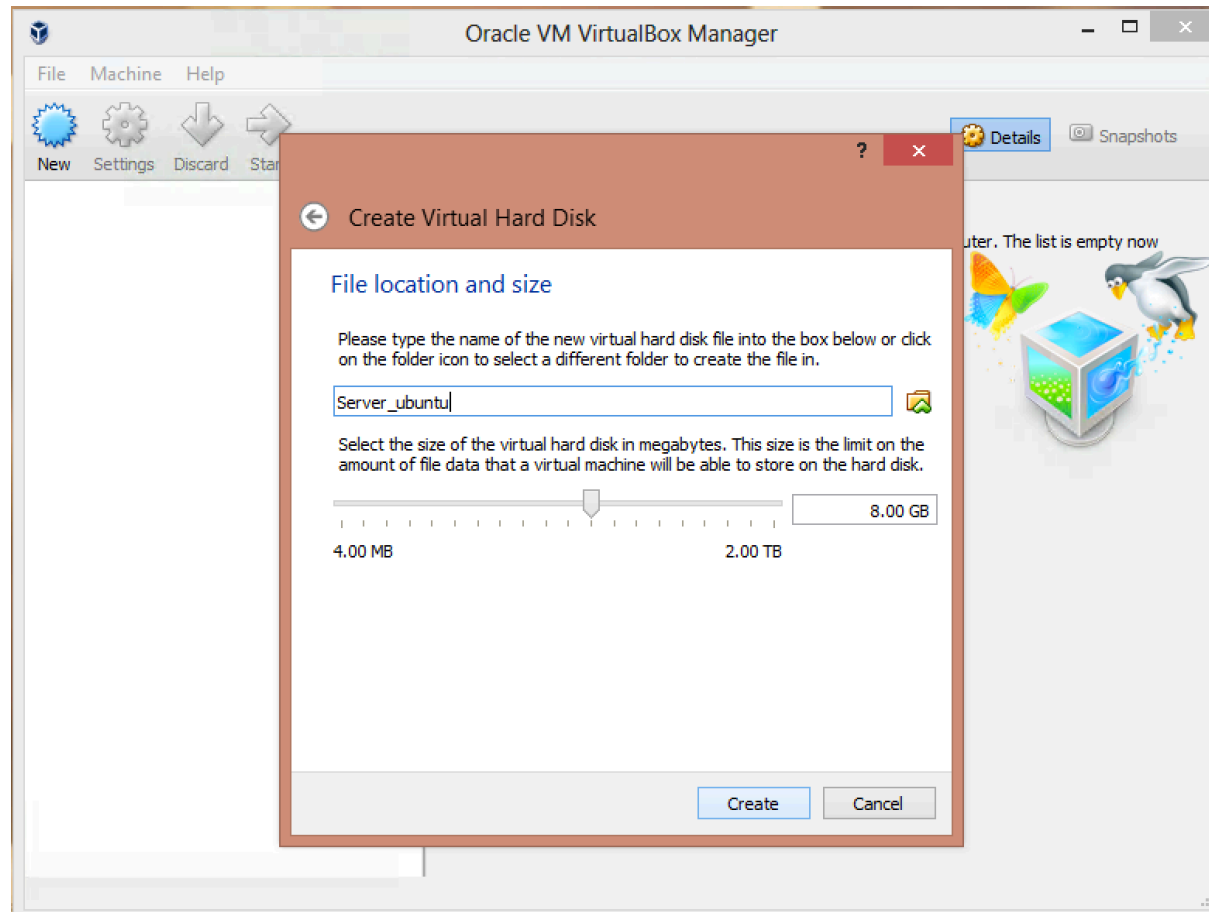 Oracle VM VirtualBox Manager
File Machine Help
New Settings Discard
Details Snapshots
?
Create Virtual Hard Disk
. The list is empty now
File location and size
Please type the name of the new virtual hard disk file into the box below or click
on the folder icon to select a different folder to create the file in.
Server_ubuntu
Select the size of the virtual hard disk in megabytes. This size is the limit on the
amount of file data that a virtual machine will be able to store on the hard disk.
8.00 GB
4.00 MB 2.00 TB
Create Cancel